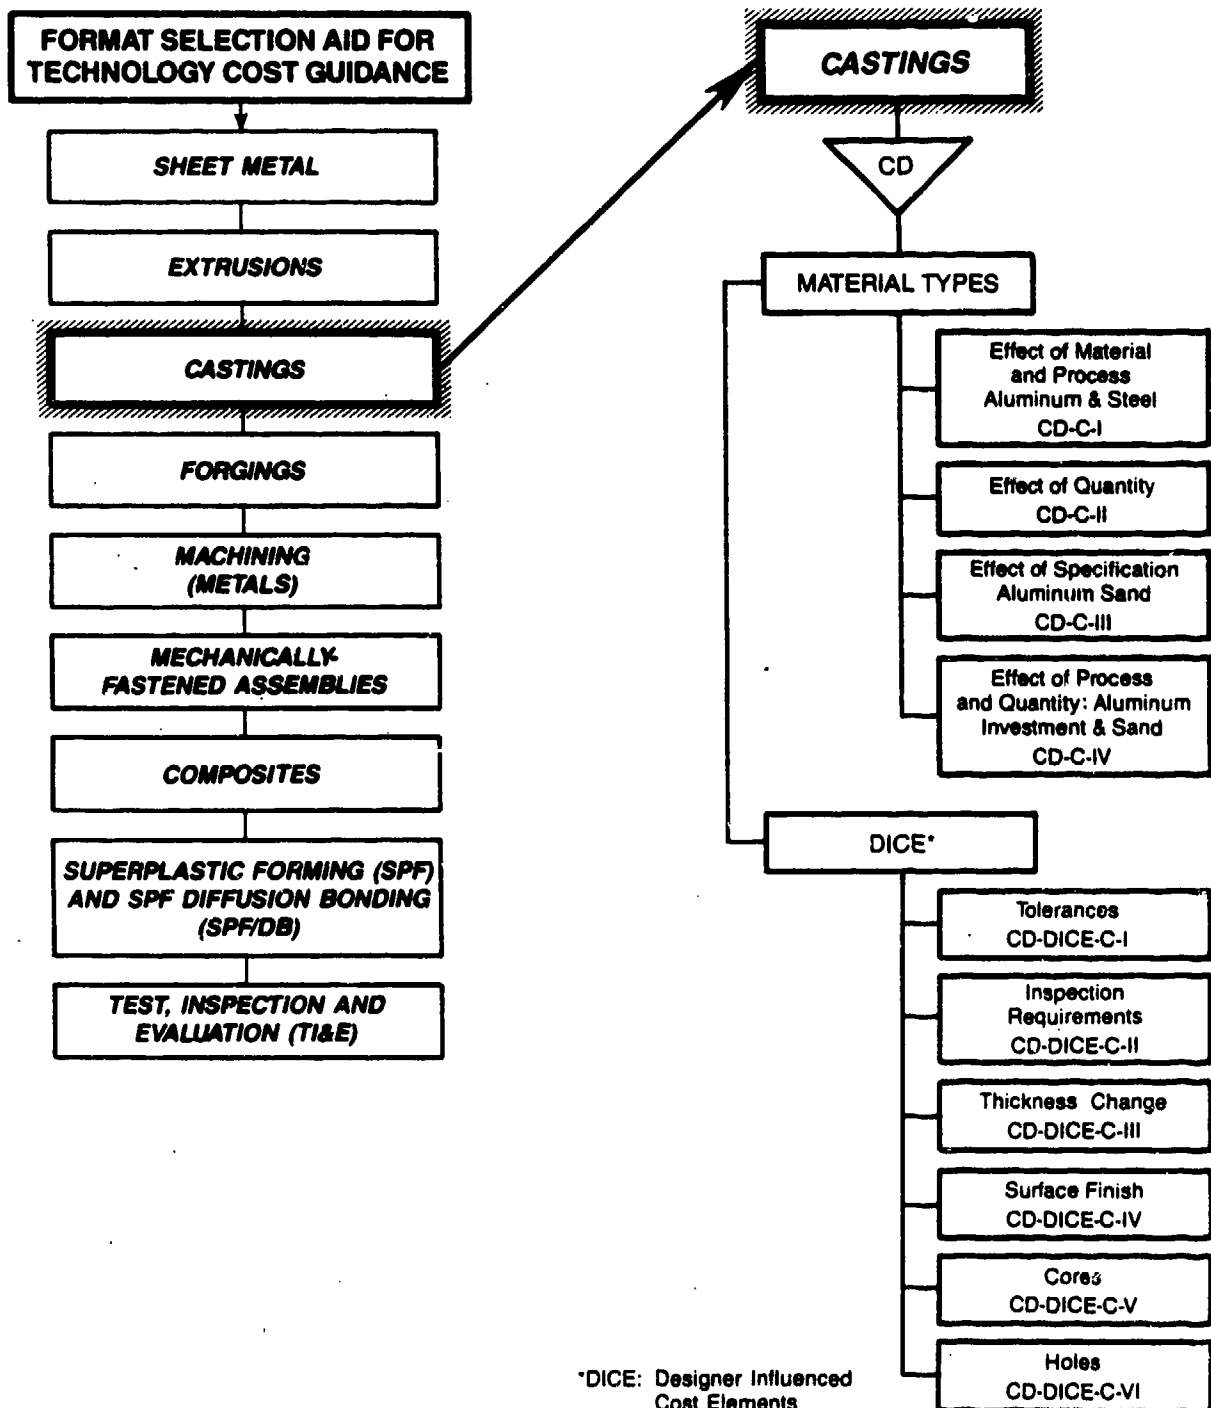 FORMAT SELECTION AID FOR
TECHNOLOGY COST GUIDANCE
SHEET METAL
EXTRUSIONS
CASTINGS
FORGINGS
MACHINING
(METALS)
MECHANICALLY-
FASTENED ASSEMBLIES
COMPOSITES
SUPERPLASTIC FORMING (SPF)
AND SPF DIFFUSION BONDING
(SPF/DB)
TEST, INSPECTION AND
EVALUATION (TI&E)
CASTINGS
CD
MATERIAL TYPES
Effect of Material
and Process
Aluminum & Steel
CD-C-I
Effect of Quantity
CD-C-II
Effect of Specification
Aluminum Sand
CD-C-III
Effect of Process
and Quantity: Aluminum
Investment & Sand
CD-C-IV
DICE*
Tolerances
CD-DICE-C-I
Inspection
Requirements
CD-DICE-C-II
Thickness Change
CD-DICE-C-III
Surface Finish
CD-DICE-C-IV
Cores
CD-DICE-C-V
Holes
CD-DICE-C-VI
*DICE: Designer Influenced
Cost Elements